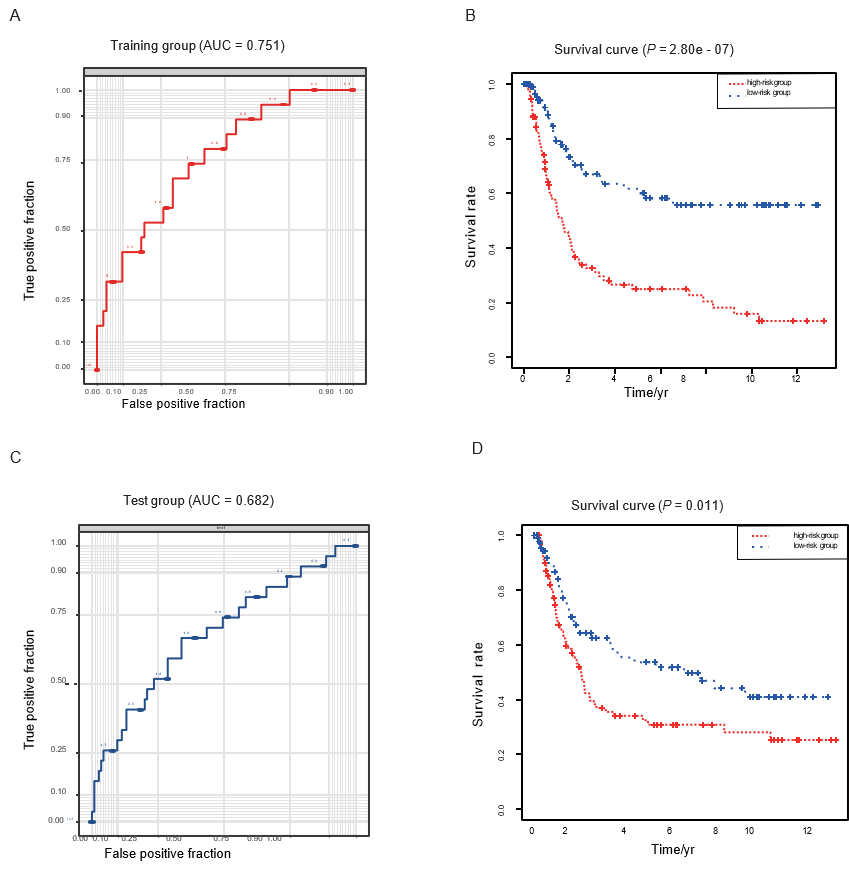 A
Training group (AUC = 0.751)
1.00
0.90
0.75
0.50
0.25
0.10
0.00
True positive fraction
0.00 0.10 0.25 0.50 0.75 0.90 1.00
False positive fraction
B
Survival curve (P = 2.80e - 07)
high-risk group
low-risk group
1.0
0.8
0.6
0.4
0.2
0.0
Survival rate
0 2 4 6 8 10 12
Time/yr
C
Test group (AUC = 0.682)
test
1.00
0.90
0.75
0.50
0.25
0.10
0.00
True positive fraction
0.00 0.10 0.25 0.50 0.75 0.90 1.00
False positive fraction
D
Survival curve (P = 0.011)
high-risk group
low-risk group
1.0
0.8
0.6
0.4
0.2
0.0
Survival rate
0 2 4 6 8 10 12
Time/yr